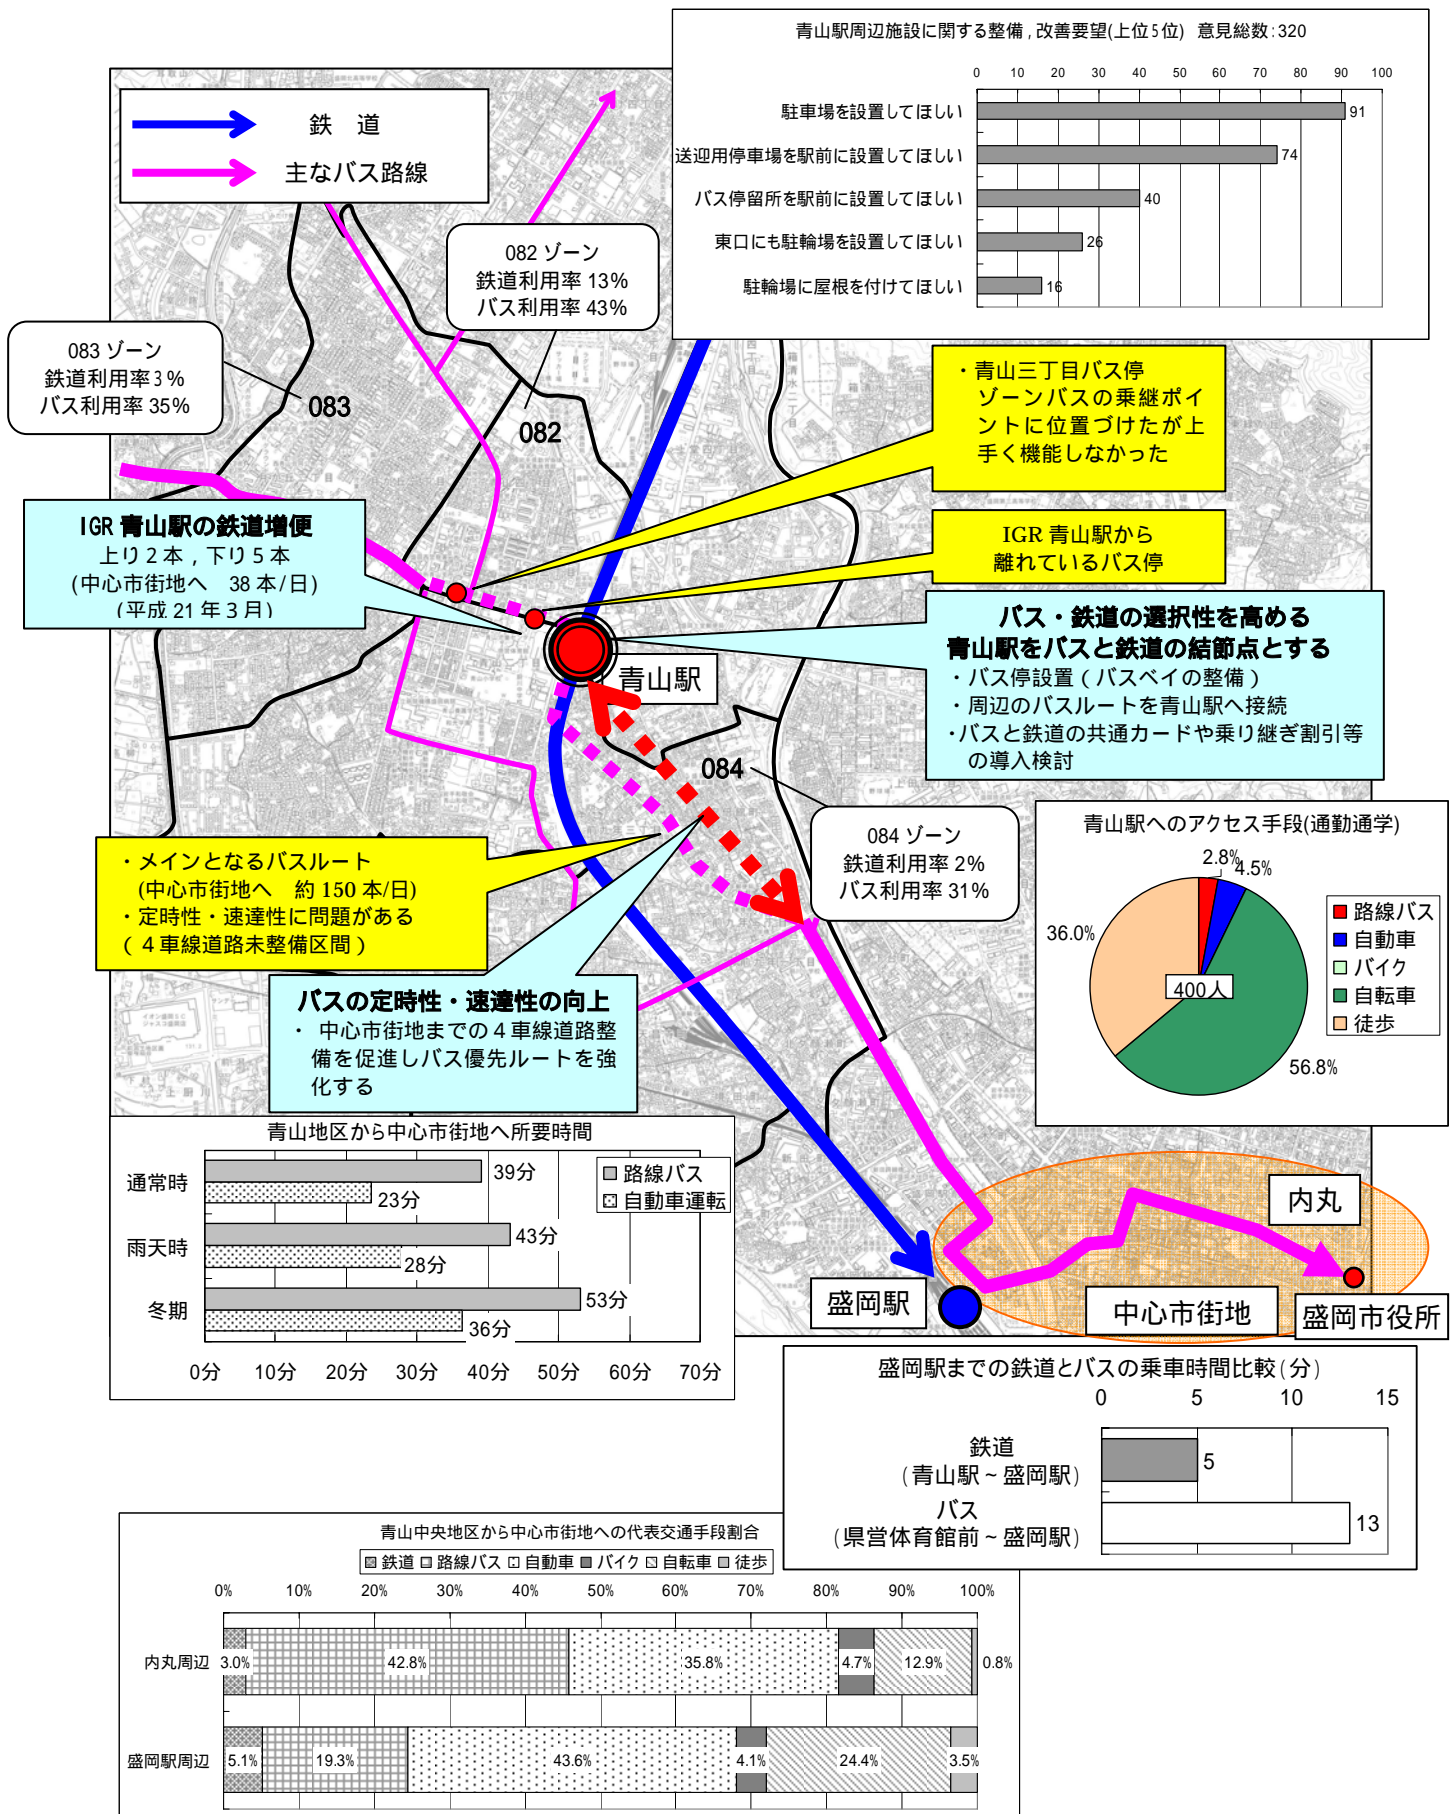 青山駅周辺施設に関する整備，改善要望(上位5位) 意見総数：320
0 10 20 30 40 50 60 70 80 90 100
駐車場を設置してほしい 91
送迎用停車場を駅前に設置してほしい 74
バス停留所を駅前に設置してほしい 40
東口にも駐輪場を設置してほしい 26
駐輪場に屋根を付けてほしい 16
鉄 道
主なバス路線
082 ゾーン
鉄道利用率 13%
バス利用率 43%
083 ゾーン
鉄道利用率 3%
バス利用率 35%
083
082
・青山三丁目バス停
ゾーンバスの乗継ポイ
ントに位置づけたが上
手く機能しなかった
IGR 青山駅の鉄道増便
上り２本，下り５本
(中心市街地へ 38 本/日)
(平成 21 年３月)
IGR 青山駅から
離れているバス停
バス・鉄道の選択性を高める
青山駅をバスと鉄道の結節点とする
・バス停設置（バスベイの整備）
・周辺のバスルートを青山駅へ接続
・バスと鉄道の共通カードや乗り継ぎ割引等
の導入検討
青山駅
084
084 ゾーン
鉄道利用率 2%
バス利用率 31%
・メインとなるバスルート
(中心市街地へ 約 150 本/日)
・定時性・速達性に問題がある
（４車線道路未整備区間）
バスの定時性・速達性の向上
・ 中心市街地までの４車線道路整
備を促進しバス優先ルートを強
化する
青山駅へのアクセス手段(通勤通学)
2.8%
4.5%
36.0%
400人
56.8%
路線バス
自動車
バイク
自転車
徒歩
青山地区から中心市街地へ所要時間
路線バス
自動車運転
通常時 39分
23分
雨天時 43分
28分
冬期 53分
36分
0分 10分 20分 30分 40分 50分 60分 70分
内丸
盛岡駅
中心市街地
盛岡市役所
盛岡駅までの鉄道とバスの乗車時間比較(分)
0 5 10 15
鉄道
(青山駅～盛岡駅)
5
バス
(県営体育館前～盛岡駅)
13
青山中央地区から中心市街地への代表交通手段割合
鉄道 路線バス 自動車 バイク 自転車 徒歩
0% 10% 20% 30% 40% 50% 60% 70% 80% 90% 100%
内丸周辺 3.0% 42.8% 35.8% 4.7% 12.9% 0.8%
盛岡駅周辺 5.1% 19.3% 43.6% 4.1% 24.4% 3.5%